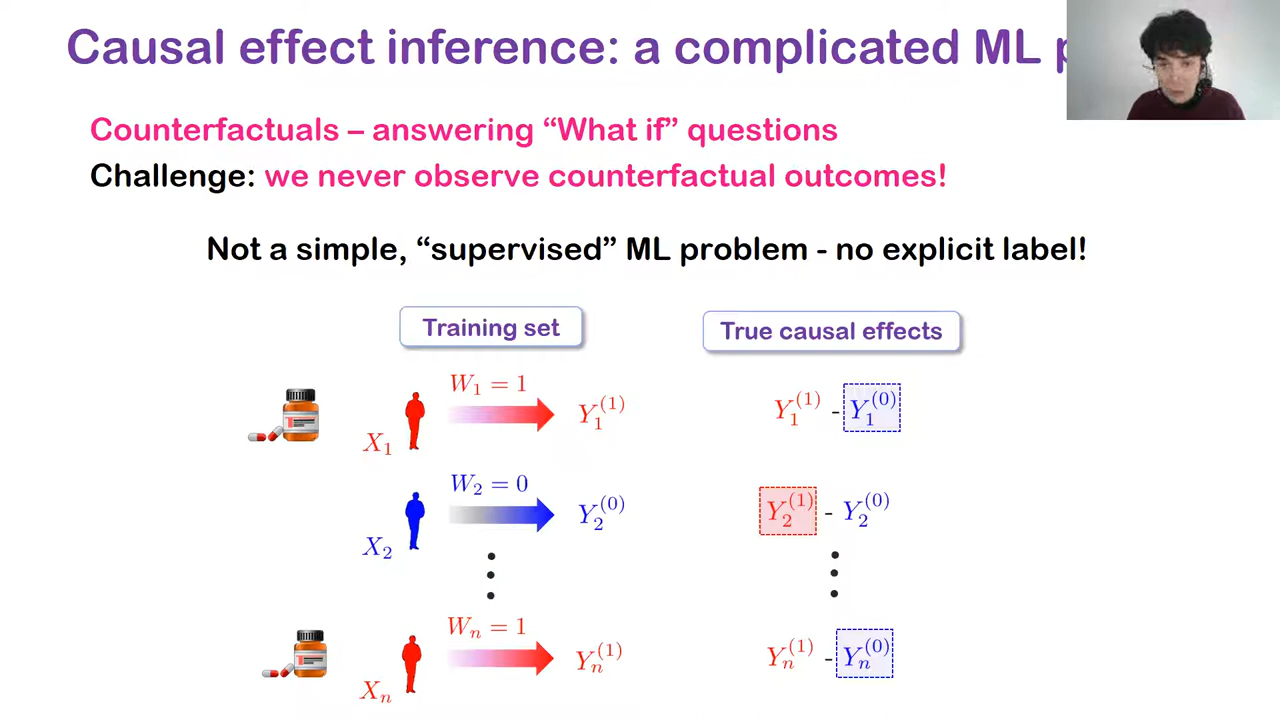 Causal effect inference: a complicated ML
Counterfactuals – answering “What if” questions
Challenge: we never observe counterfactual outcomes!
Not a simple, “supervised” ML problem - no explicit label!
Training set
True causal effects
W₁ = 1
X₁
Y₁⁽¹⁾
Y₁⁽¹⁾ - Y₁⁽⁰⁾
W₂ = 0
X₂
Y₂⁽⁰⁾
Y₂⁽¹⁾ - Y₂⁽⁰⁾
Wₙ = 1
Xₙ
Yₙ⁽¹⁾
Yₙ⁽¹⁾ - Yₙ⁽⁰⁾